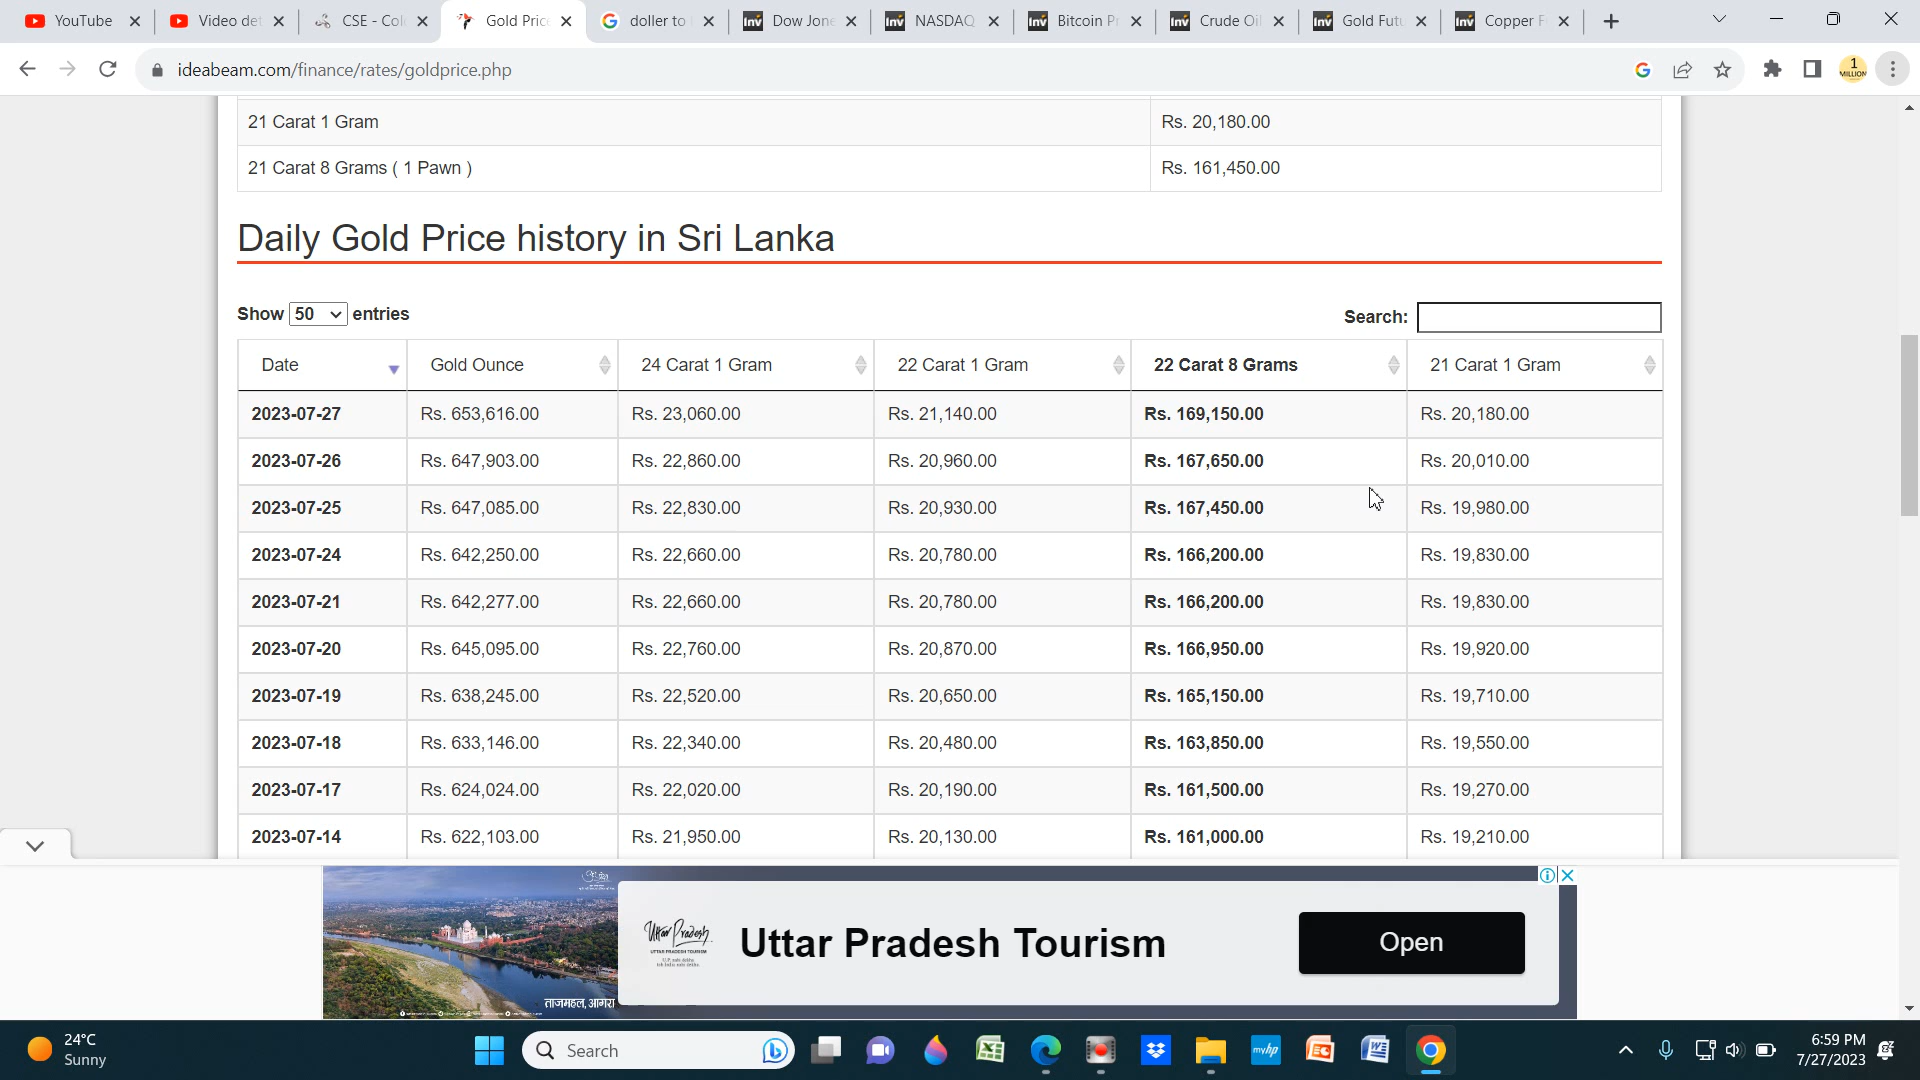 YouTube
Video det
CSE - Col
Gold Pric
doller to
Inv Dow Jone
Inv NASDAQ
Inv Bitcoin P
Inv Crude Oil
Inv Gold Futu
Inv Copper F
ideabeam.com/finance/rates/goldprice.php
1 MILLION
21 Carat 1 Gram Rs. 20,180.00
21 Carat 8 Grams ( 1 Pawn ) Rs. 161,450.00
Daily Gold Price history in Sri Lanka
Show 50 entries
Search:
Date Gold Ounce 24 Carat 1 Gram 22 Carat 1 Gram 22 Carat 8 Grams 21 Carat 1 Gram
2023-07-27 Rs. 653,616.00 Rs. 23,060.00 Rs. 21,140.00 Rs. 169,150.00 Rs. 20,180.00
2023-07-26 Rs. 647,903.00 Rs. 22,860.00 Rs. 20,960.00 Rs. 167,650.00 Rs. 20,010.00
2023-07-25 Rs. 647,085.00 Rs. 22,830.00 Rs. 20,930.00 Rs. 167,450.00 Rs. 19,980.00
2023-07-24 Rs. 642,250.00 Rs. 22,660.00 Rs. 20,780.00 Rs. 166,200.00 Rs. 19,830.00
2023-07-21 Rs. 642,277.00 Rs. 22,660.00 Rs. 20,780.00 Rs. 166,200.00 Rs. 19,830.00
2023-07-20 Rs. 645,095.00 Rs. 22,760.00 Rs. 20,870.00 Rs. 166,950.00 Rs. 19,920.00
2023-07-19 Rs. 638,245.00 Rs. 22,520.00 Rs. 20,650.00 Rs. 165,150.00 Rs. 19,710.00
2023-07-18 Rs. 633,146.00 Rs. 22,340.00 Rs. 20,480.00 Rs. 163,850.00 Rs. 19,550.00
2023-07-17 Rs. 624,024.00 Rs. 22,020.00 Rs. 20,190.00 Rs. 161,500.00 Rs. 19,270.00
2023-07-14 Rs. 622,103.00 Rs. 21,950.00 Rs. 20,130.00 Rs. 161,000.00 Rs. 19,210.00
ताजमहल, आगरा
Uttar Pradesh
UTTAR PRADESH TOURISM
Uttar Pradesh Tourism
Open
24°C
Sunny
Search
myhp
6:59 PM
7/27/2023